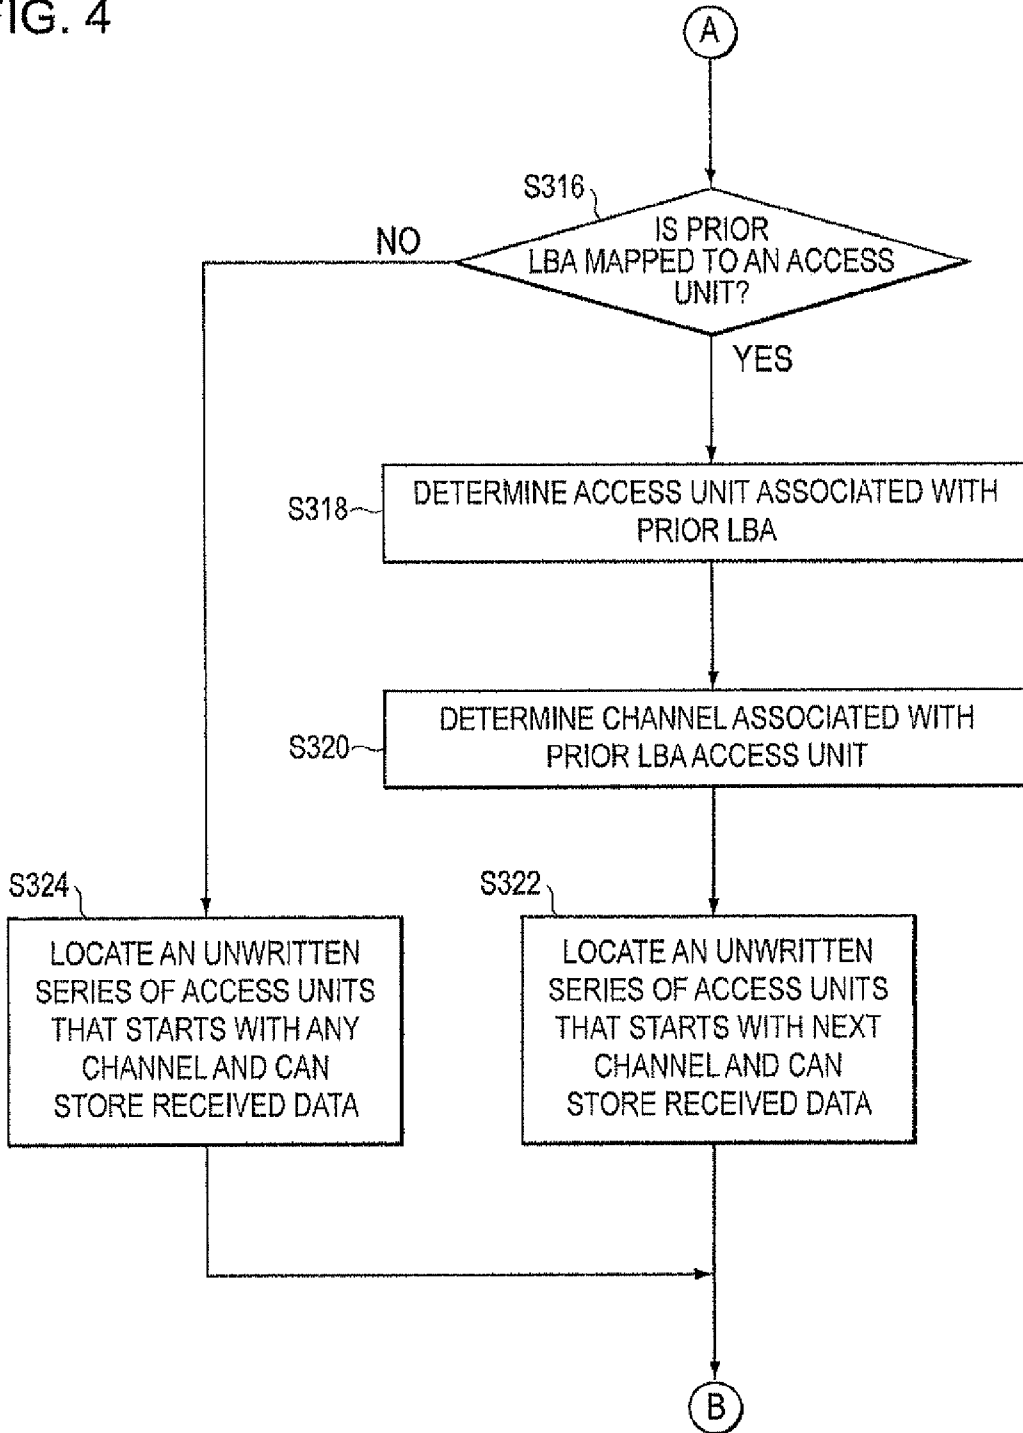 FIG. 4
A
S316
IS PRIOR
LBA MAPPED TO AN ACCESS
UNIT?
NO
YES
S318
DETERMINE ACCESS UNIT ASSOCIATED WITH
PRIOR LBA
S320
DETERMINE CHANNEL ASSOCIATED WITH
PRIOR LBA ACCESS UNIT
S324
LOCATE AN UNWRITTEN
SERIES OF ACCESS UNITS
THAT STARTS WITH ANY
CHANNEL AND CAN
STORE RECEIVED DATA
S322
LOCATE AN UNWRITTEN
SERIES OF ACCESS UNITS
THAT STARTS WITH NEXT
CHANNEL AND CAN
STORE RECEIVED DATA
B